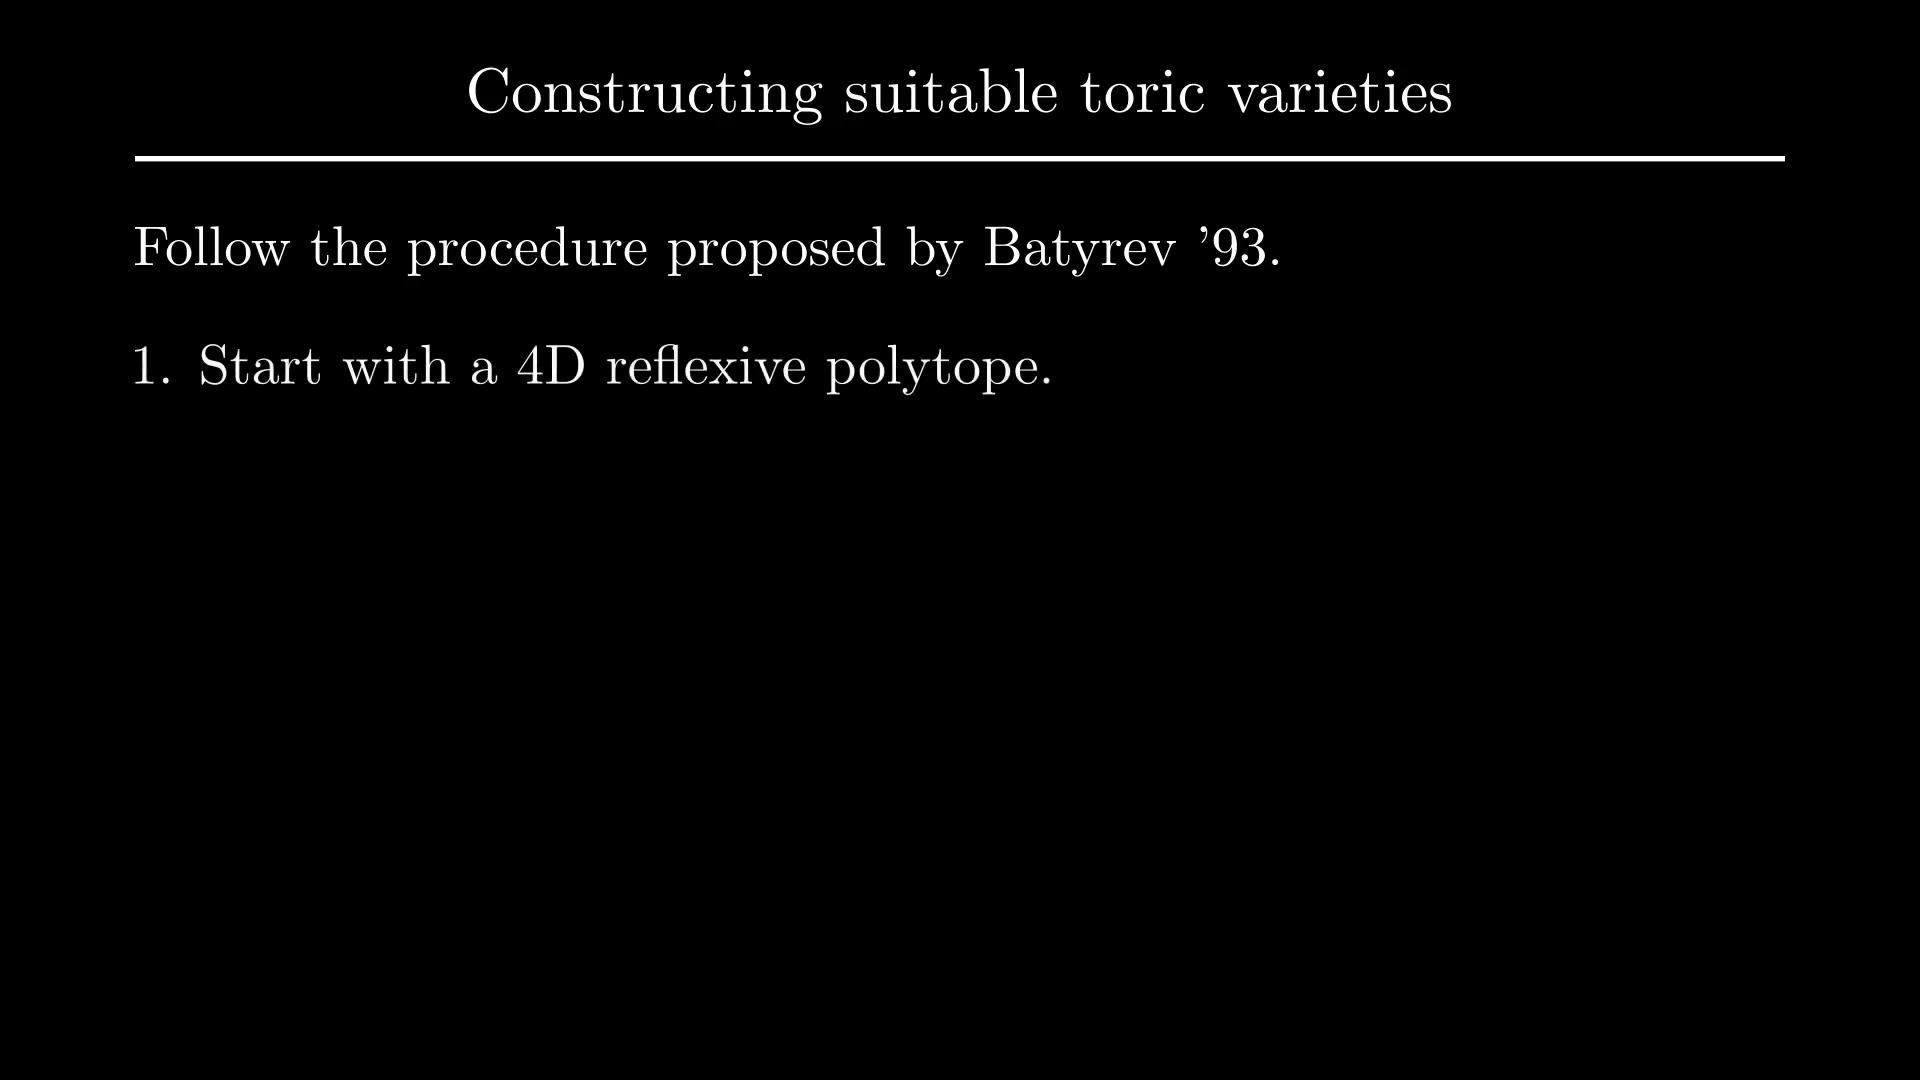 Constructing suitable toric varieties
Follow the procedure proposed by Batyrev ’93.
1. Start with a 4D reflexive polytope.